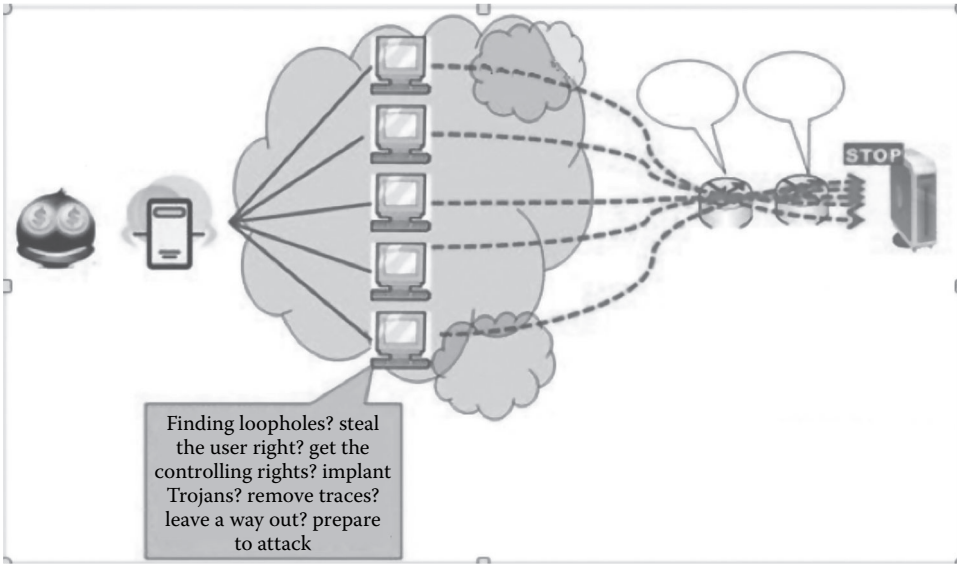 STOP
Finding loopholes? steal
the user right? get the
controlling rights? implant
Trojans? remove traces?
leave a way out? prepare
to attack